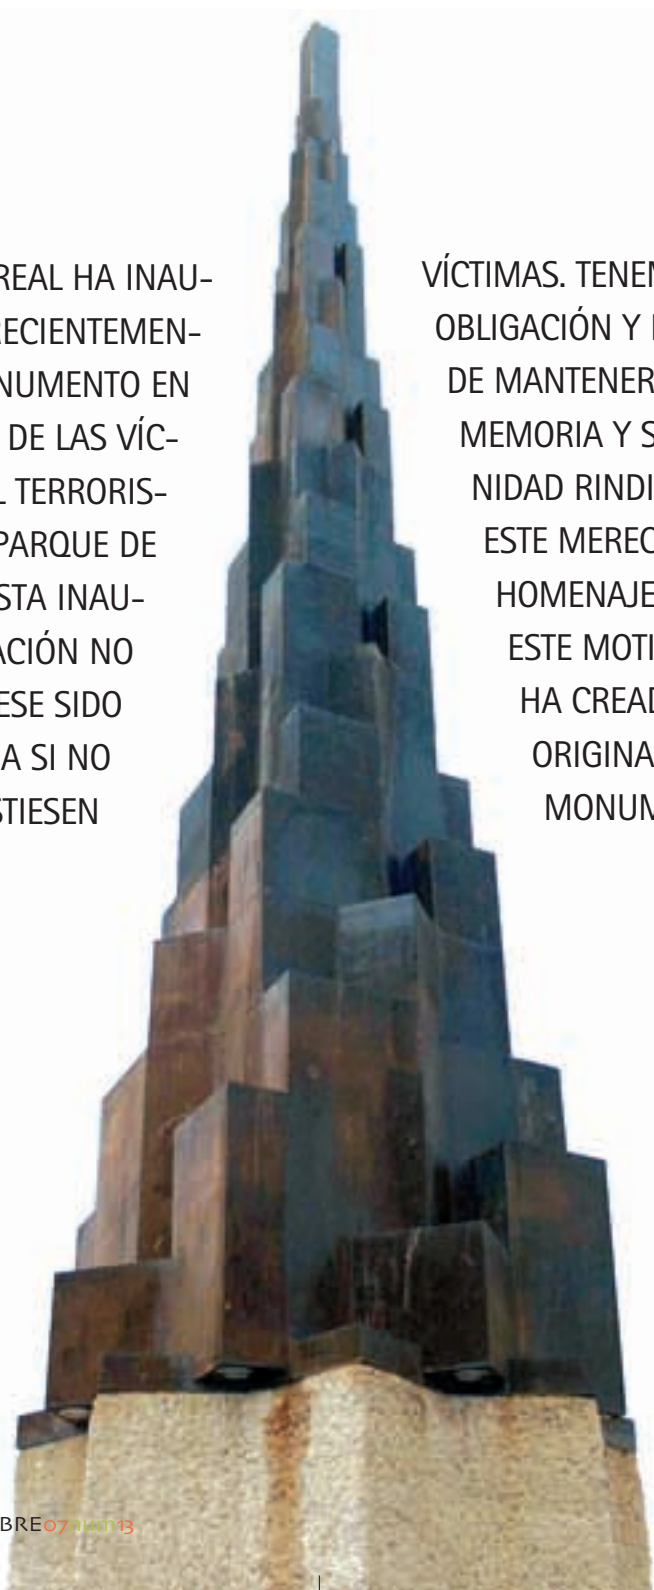 REAL HA INAU-
RECIENTEMEN-
NUMENTO EN
DE LAS VÍC-
L TERRORIS-
PARQUE DE
STA INAU-
ACIÓN NO
ESE SIDO
A SI NO
STIESEN
VÍCTIMAS. TENEM
OBLIGACIÓN Y
DE MANTENER
MEMORIA Y S
NIDAD RINDI
ESTE MEREC
HOMENAJE
ESTE MOTI
HA CREAD
ORIGINA
MONUM
BRE07num13